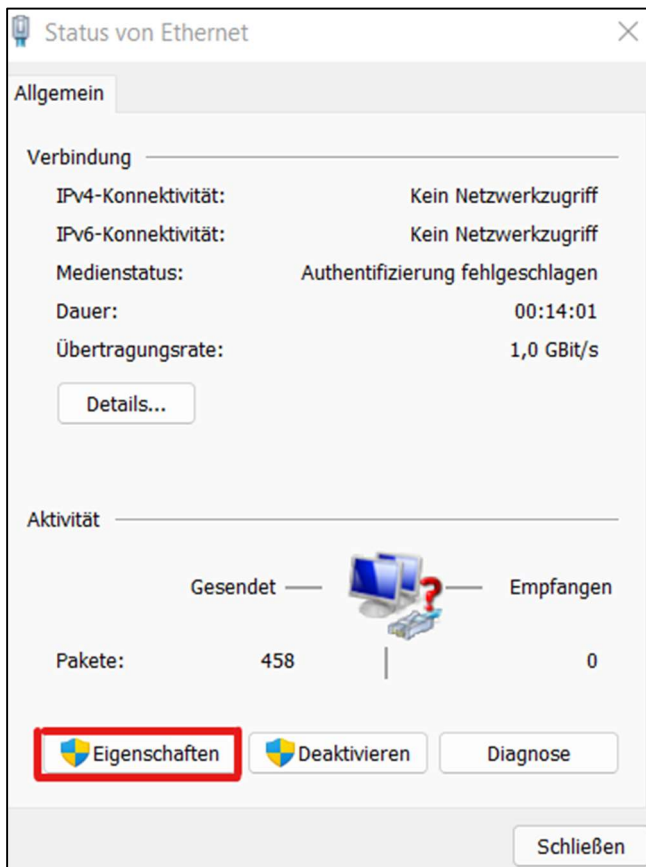 Status von Ethernet
Allgemein
Verbindung
IPv4-Konnektivität: Kein Netzwerkzugriff
IPv6-Konnektivität: Kein Netzwerkzugriff
Medienstatus: Authentifizierung fehlgeschlagen
Dauer: 00:14:01
Übertragungsrate: 1,0 GBit/s
Details...
Aktivität
Gesendet Empfangen
Pakete: 458 0
Eigenschaften Deaktivieren Diagnose
Schließen